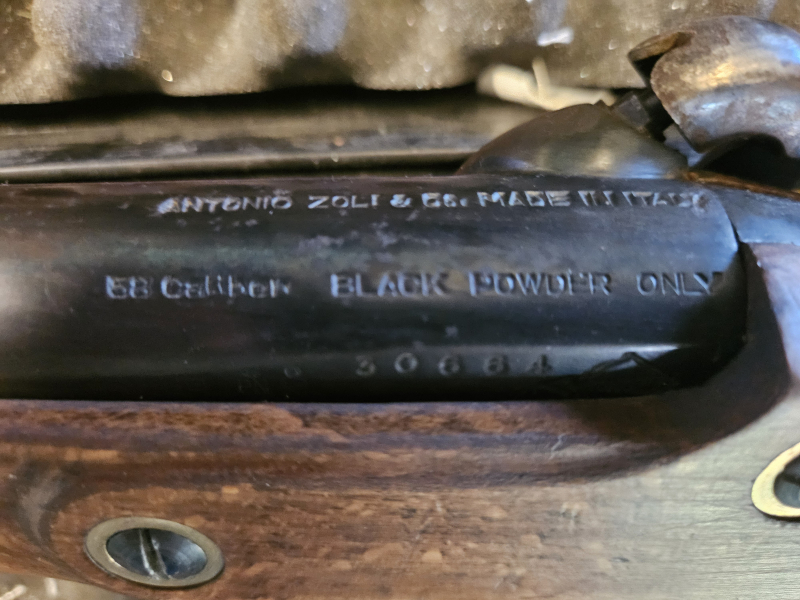 ANTONIO ZOLI & Co. MADE IN ITALY
58 Caliber BLACK POWDER ONLY
30684